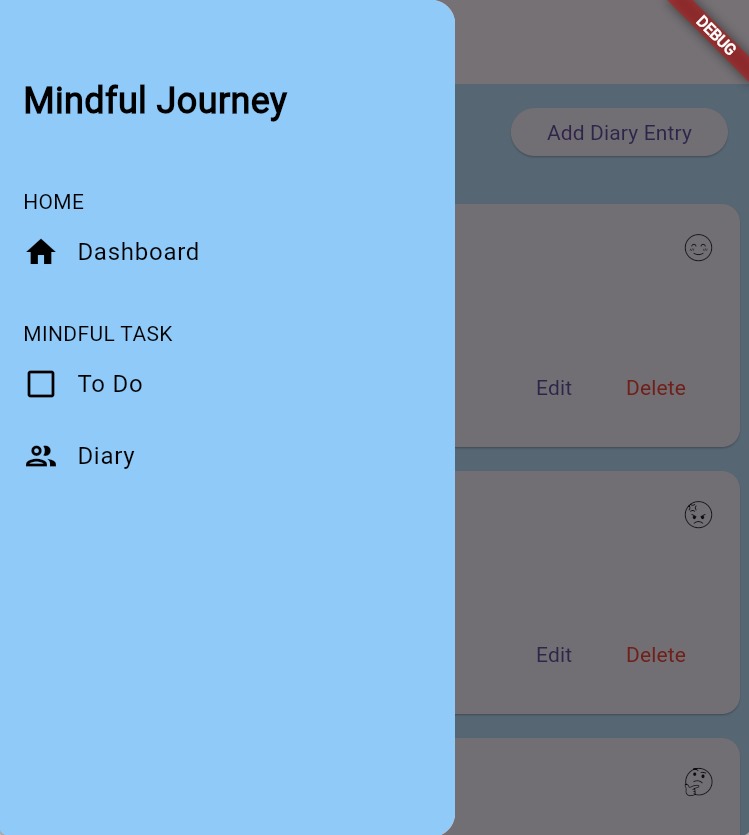 DEBUG
Mindful Journey
Add Diary Entry
HOME
Dashboard
MINDFUL TASK
To Do
Edit Delete
Diary
Edit Delete